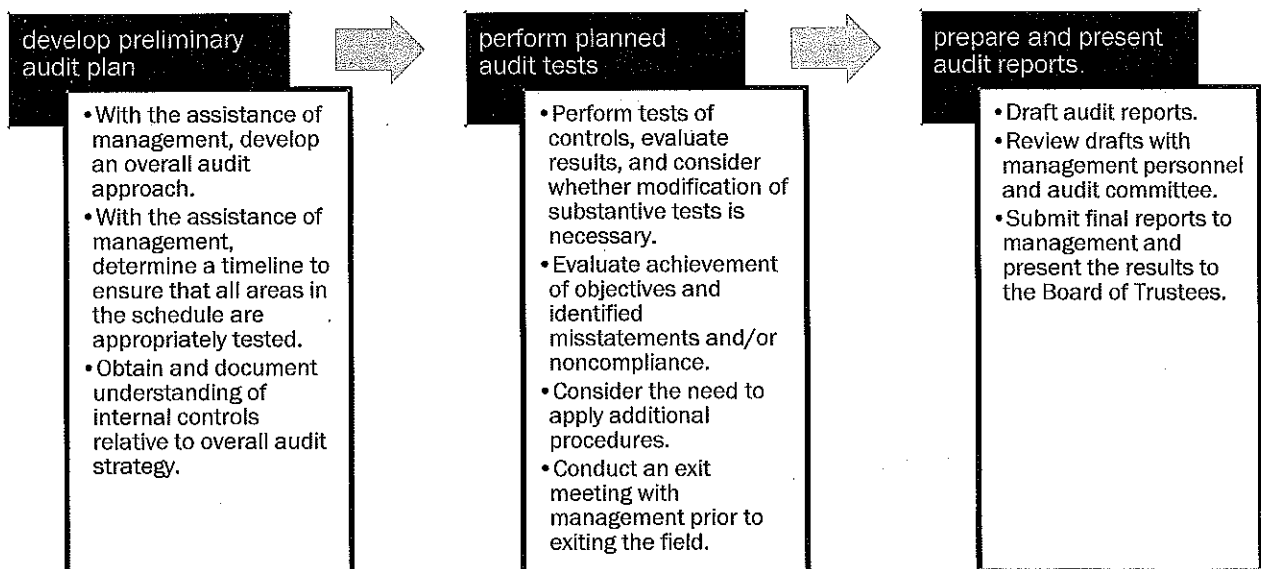 develop preliminary
audit plan
• With the assistance of
management, develop
an overall audit
approach.
• With the assistance of
management,
determine a timeline to
ensure that all areas in
the schedule are
appropriately tested.
• Obtain and document
understanding of
internal controls
relative to overall audit
strategy.
perform planned
audit tests
• Perform tests of
controls, evaluate
results, and consider
whether modification of
substantive tests is
necessary.
• Evaluate achievement
of objectives and
identified
misstatements and/or
noncompliance.
• Consider the need to
apply additional
procedures.
• Conduct an exit
meeting with
management prior to
exiting the field.
prepare and present
audit reports.
• Draft audit reports.
• Review drafts with
management personnel
and audit committee.
• Submit final reports to
management and
present the results to
the Board of Trustees.